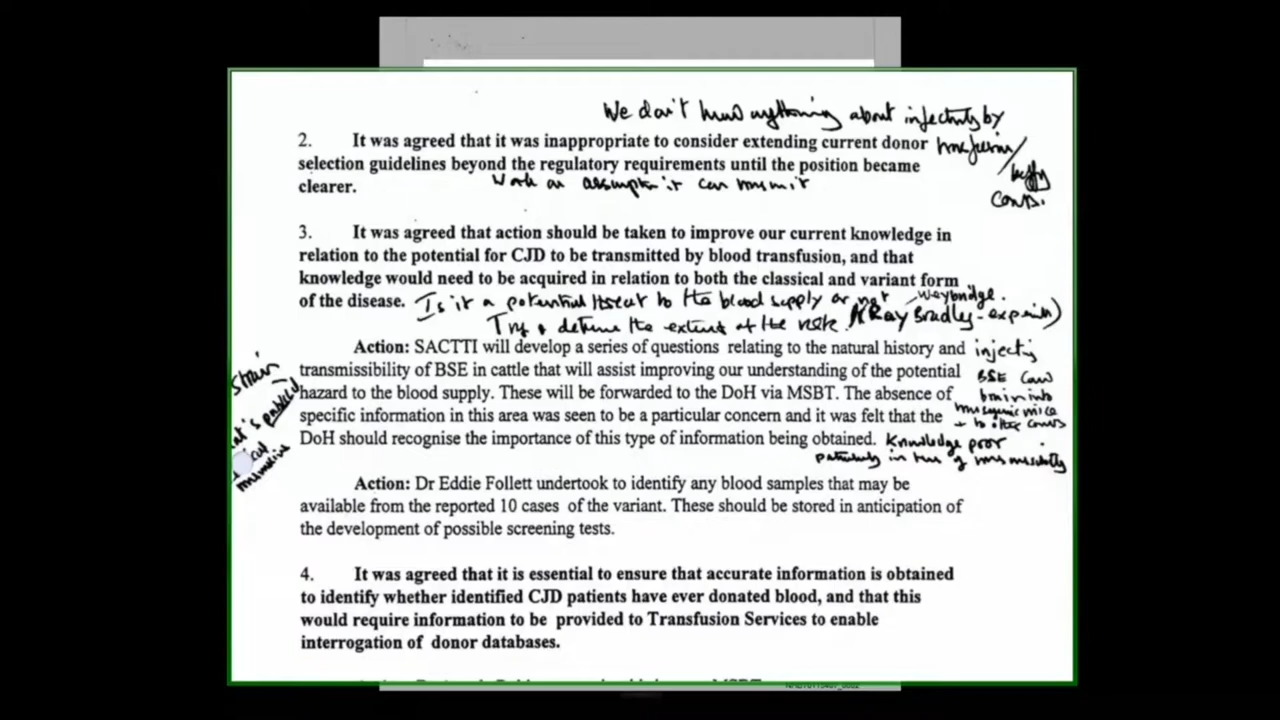 We don't know anything about infectivity by
2. It was agreed that it was inappropriate to consider extending current donor
selection guidelines beyond the regulatory requirements until the position became
clearer.
Work on assumption it can transmit
3. It was agreed that action should be taken to improve our current knowledge in
relation to the potential for CJD to be transmitted by blood transfusion, and that
knowledge would need to be acquired in relation to both the classical and variant form
of the disease. Is it a potential threat to the blood supply or not
Weybridge.
Try + determine the extent of the risk. (Ray Bradley - experin)
Action: SACTTI will develop a series of questions relating to the natural history and
injecting
transmissibility of BSE in cattle that will assist improving our understanding of the potential
BSE cow
hazard to the blood supply. These will be forwarded to the DoH via MSBT. The absence of
brain into
specific information in this area was seen to be a particular concern and it was felt that the
mice
+ to other cows
DoH should recognise the importance of this type of information being obtained. Knowledge poor
particularly in terms of transmissibility
Strain
Action: Dr Eddie Follett undertook to identify any blood samples that may be
available from the reported 10 cases of the variant. These should be stored in anticipation of
the development of possible screening tests.
4. It was agreed that it is essential to ensure that accurate information is obtained
to identify whether identified CJD patients have ever donated blood, and that this
would require information to be provided to Transfusion Services to enable
interrogation of donor databases.